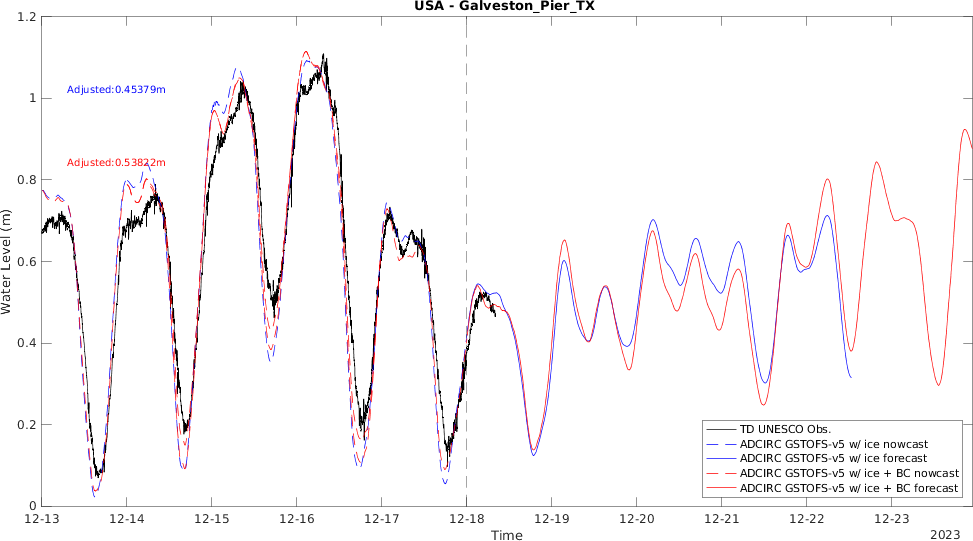 USA - Galveston_Pier_TX
Water Level (m)
1.2
1
0.8
0.6
0.4
0.2
0
Adjusted:0.45379m
Adjusted:0.53822m
TD UNESCO Obs.
ADCIRC GSTOFS-v5 w/ ice nowcast
ADCIRC GSTOFS-v5 w/ ice forecast
ADCIRC GSTOFS-v5 w/ ice + BC nowcast
ADCIRC GSTOFS-v5 w/ ice + BC forecast
12-13 12-14 12-15 12-16 12-17 12-18 12-19 12-20 12-21 12-22 12-23
Time
2023